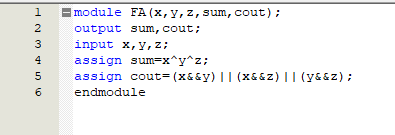 1 module FA(x,y,z,sum,cout);
2 output sum,cout;
3 input x,y,z;
4 assign sum=x^y^z;
5 assign cout=(x&&y)||(x&&z)||(y&&z);
6 endmodule